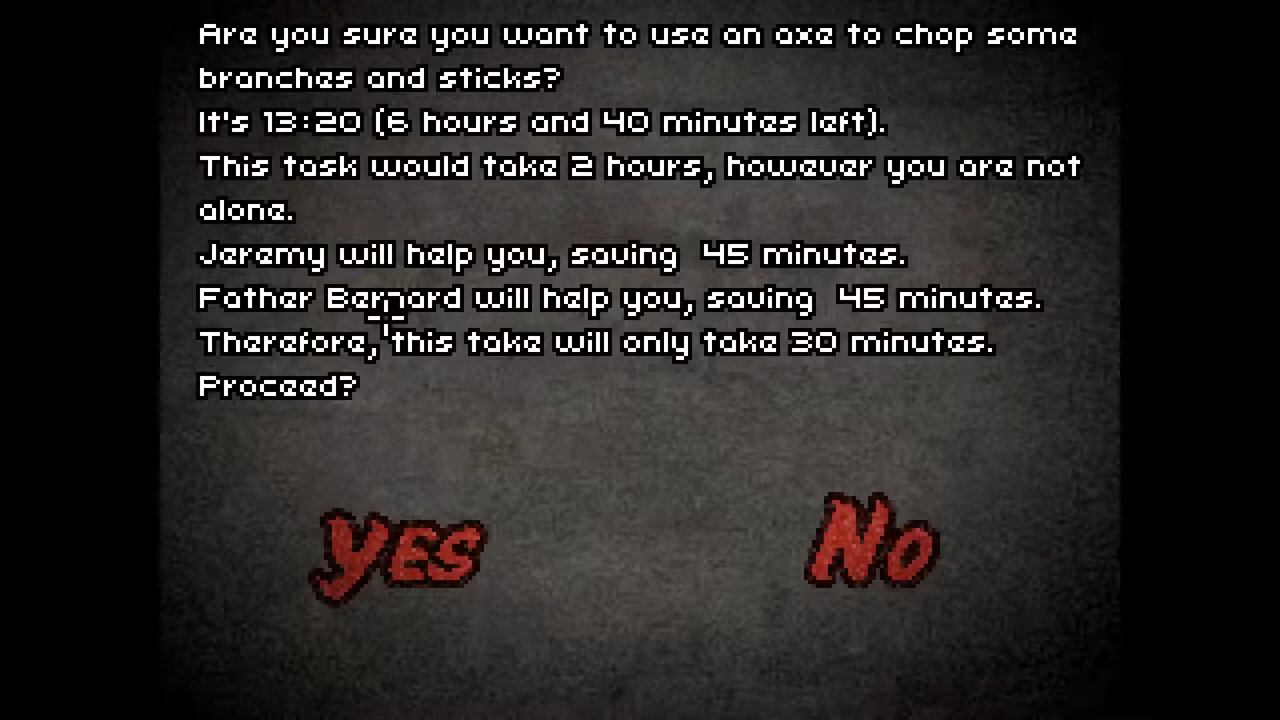 Are you sure you want to use an axe to chop some
branches and sticks?
It's 13:20 (6 hours and 40 minutes left).
This task would take 2 hours, however you are not
alone.
Jeremy will help you, saving  45 minutes.
Father Bernard will help you, saving  45 minutes.
Therefore, this take will only take 30 minutes.
Proceed?
YES
NO